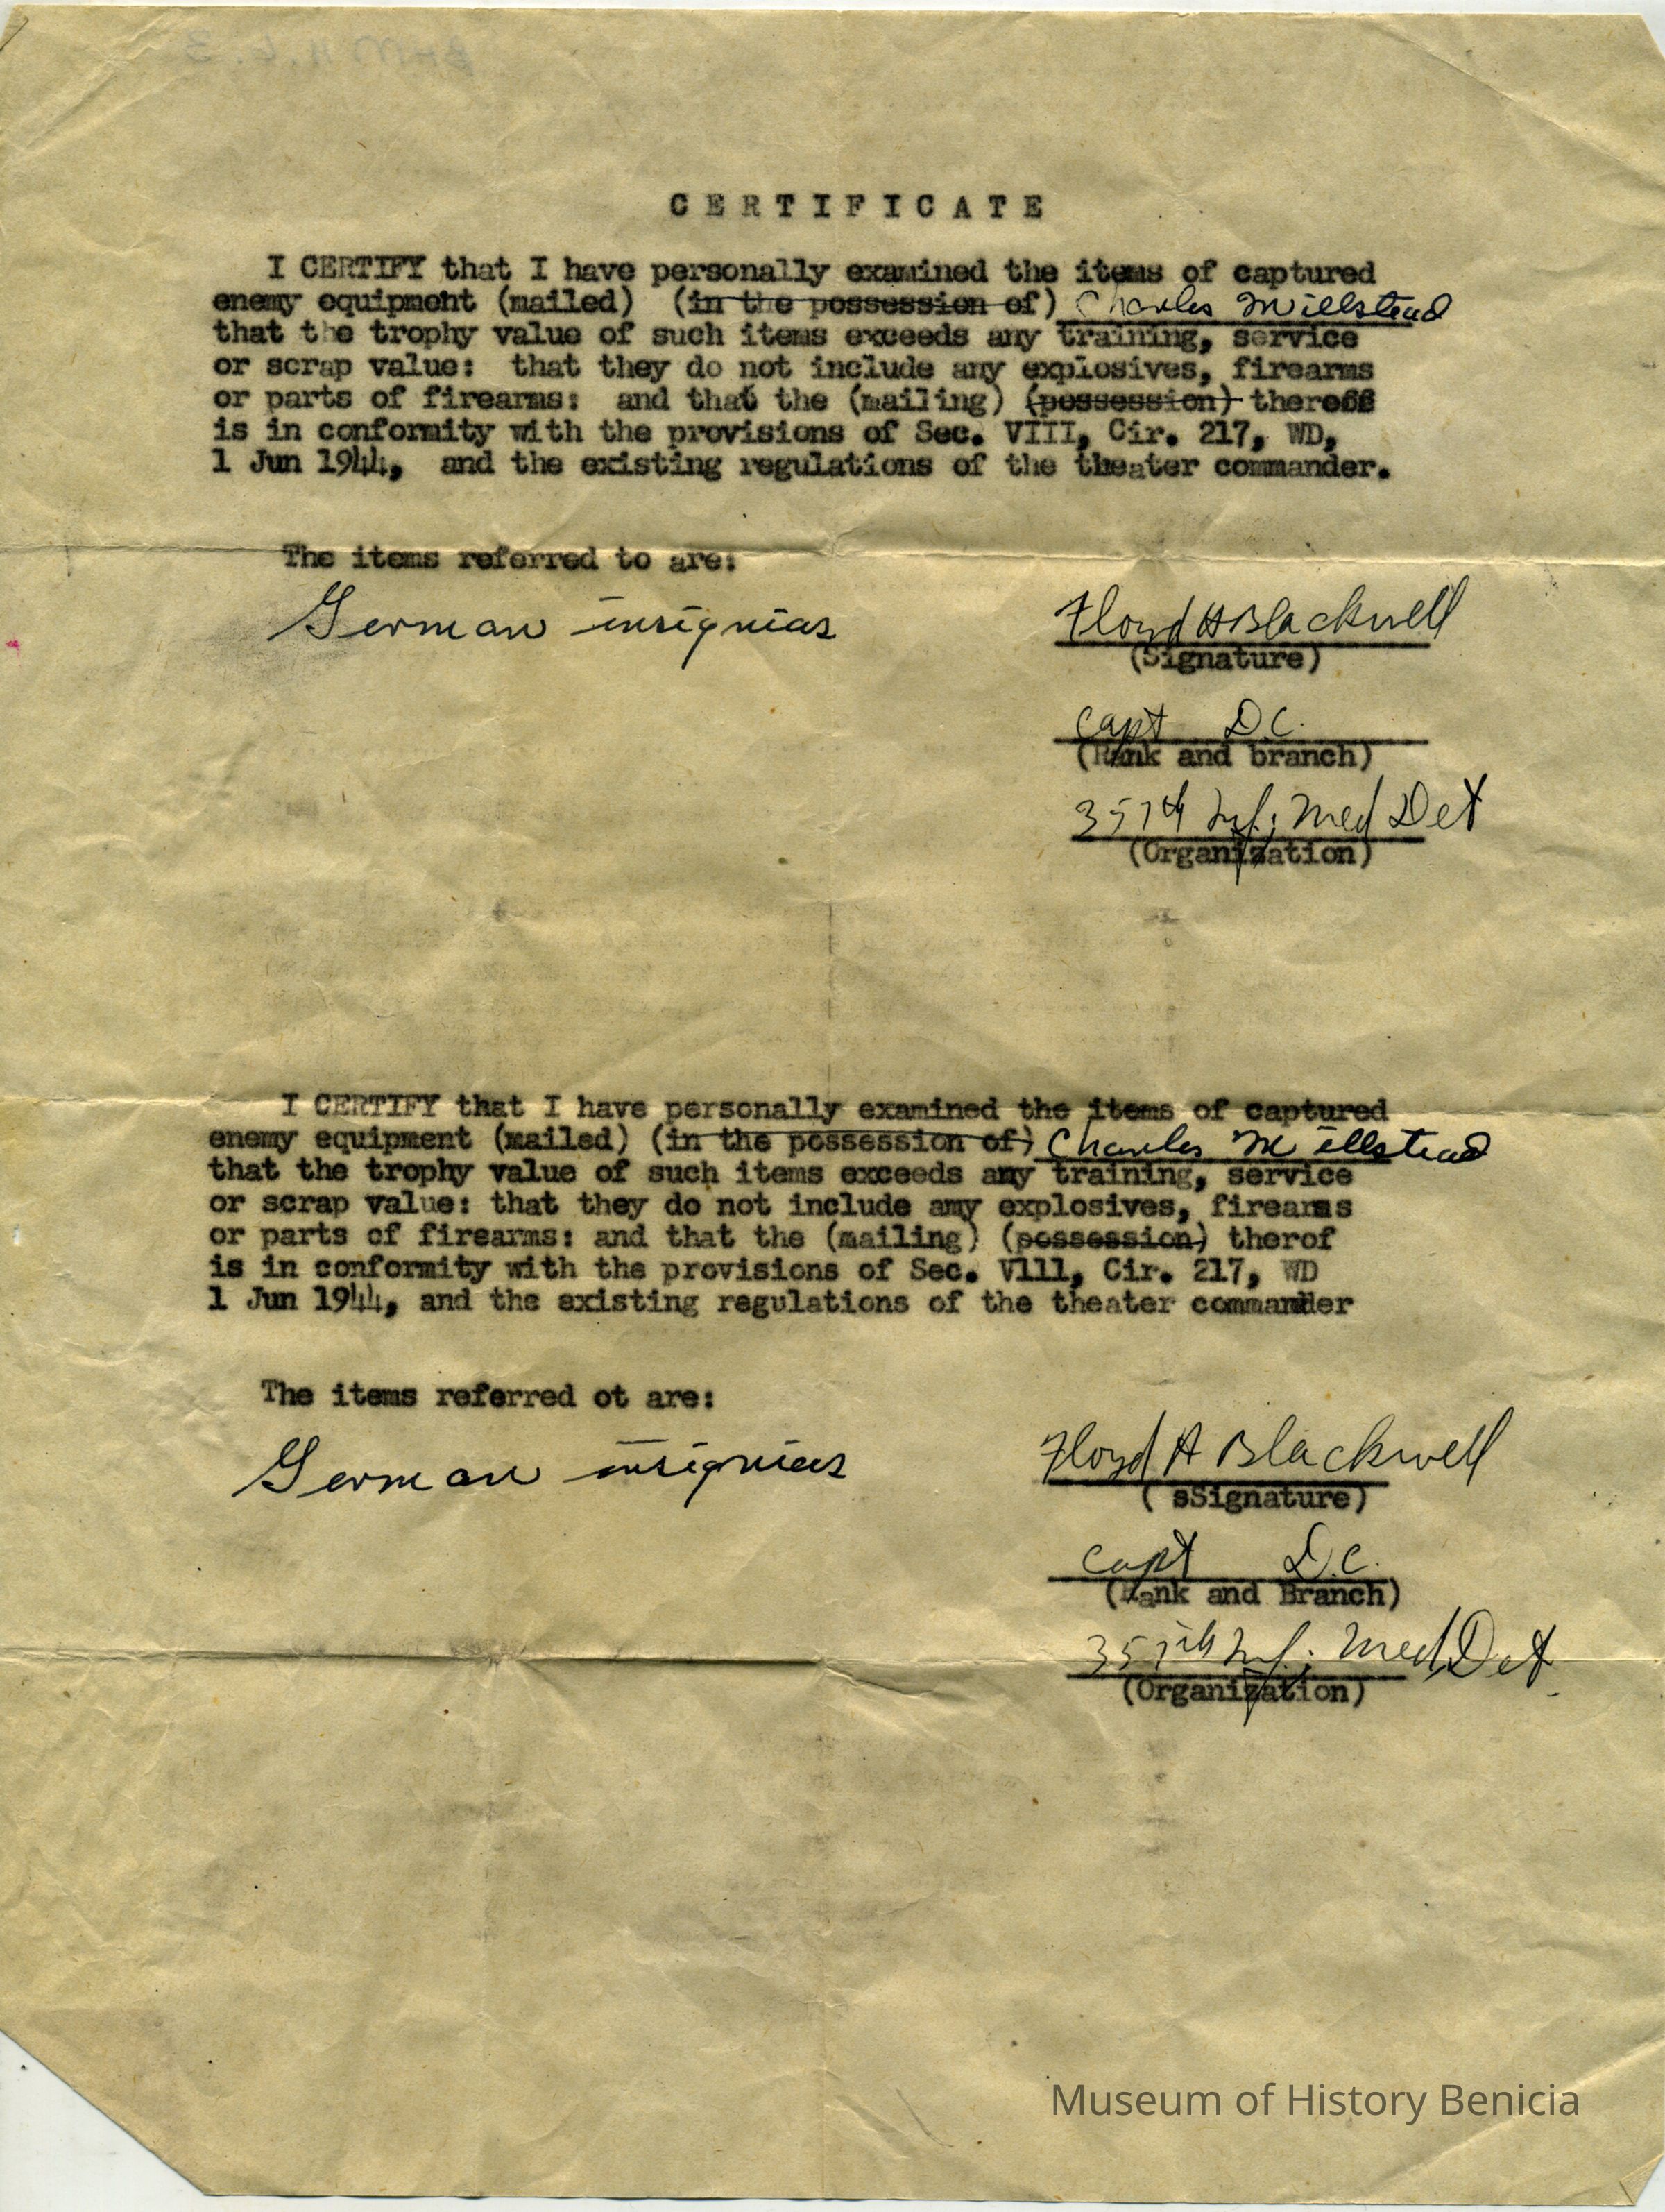 CERTIFICATE
I CERTIFY that I have personally examined the items of captured
enemy equipment (mailed) (in the possession of) Charles Millstead
that the trophy value of such items exceeds any training, service
or scrap value: that they do not include any explosives, firearms
or parts of firearms: and that the (mailing) (possession) thereof
is in conformity with the provisions of Sec. VIII, Cir. 217, WD,
1 Jun 1944, and the existing regulations of the theater commander.
The items referred to are:
German insignias
Floyd H Blackwell
(Signature)
Capt D.C.
(Rank and branch)
357th Inf; Med Det
(Organization)
I CERTIFY that I have personally examined the items of captured
enemy equipment (mailed) (in the possession of) Charles Millstead
that the trophy value of such items exceeds any training, service
or scrap value: that they do not include any explosives, firearms
or parts of firearms: and that the (mailing) (possession) therof
is in conformity with the provisions of Sec. Vlll, Cir. 217, WD
1 Jun 1944, and the existing regulations of the theater commander
The items referred ot are:
German insignias
Floyd H Blackwell
( sSignature)
Capt D.C.
(Rank and Branch)
357th Inf; Med Det
(Organization)
Museum of History Benicia